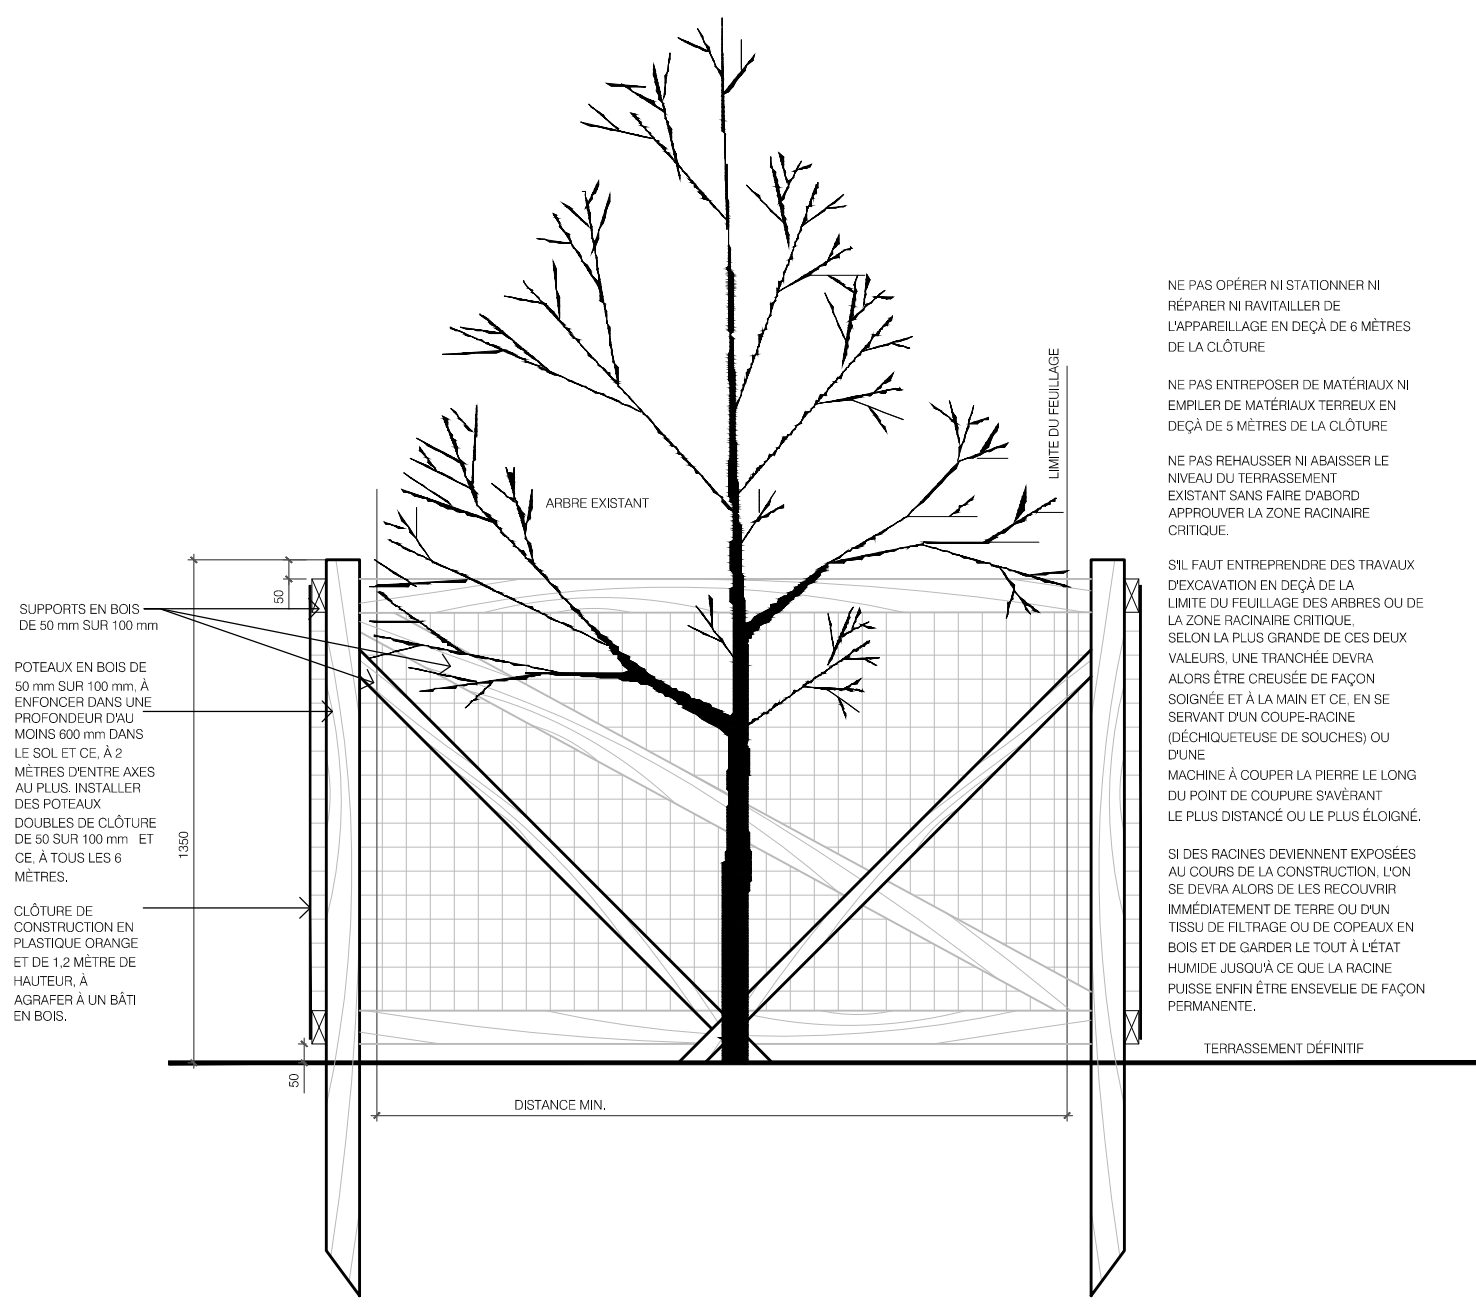 NE PAS OPÉRER NI STATIONNER NI
RÉPARER NI RAVITAILLER DE
L'APPAREILLAGE EN DEÇÀ DE 6 MÈTRES
DE LA CLÔTURE
NE PAS ENTREPOSER DE MATÉRIAUX NI
EMPILER DE MATÉRIAUX TERREUX EN
DEÇÀ DE 5 MÈTRES DE LA CLÔTURE
NE PAS REHAUSSER NI ABAISSER LE
NIVEAU DU TERRASSEMENT
EXISTANT SANS FAIRE D'ABORD
APPROUVER LA ZONE RACINAIRE
CRITIQUE.
S'IL FAUT ENTREPRENDRE DES TRAVAUX
D'EXCAVATION EN DEÇÀ DE LA
LIMITE DU FEUILLAGE DES ARBRES OU DE
LA ZONE RACINAIRE CRITIQUE,
SELON LA PLUS GRANDE DE CES DEUX
VALEURS, UNE TRANCHÉE DEVRA
ALORS ÊTRE CREUSÉE DE FAÇON
SOIGNÉE ET À LA MAIN ET CE, EN SE
SERVANT D'UN COUPE-RACINE
(DÉCHIQUETEUSE DE SOUCHES) OU
D'UNE
MACHINE À COUPER LA PIERRE LE LONG
DU POINT DE COUPURE S'AVÈRANT
LE PLUS DISTANCÉ OU LE PLUS ÉLOIGNÉ.
SI DES RACINES DEVIENNENT EXPOSÉES
AU COURS DE LA CONSTRUCTION, L'ON
SE DEVRA ALORS DE LES RECOUVRIR
IMMÉDIATEMENT DE TERRE OU D'UN
TISSU DE FILTRAGE OU DE COPEAUX EN
BOIS ET DE GARDER LE TOUT À L'ÉTAT
HUMIDE JUSQU'À CE QUE LA RACINE
PUISSE ENFIN ÊTRE ENSEVELIE DE FAÇON
PERMANENTE.
TERRASSEMENT DÉFINITIF
LIMITE DU FEUILLAGE
ARBRE EXISTANT
50
SUPPORTS EN BOIS
DE 50 mm SUR 100 mm
POTEAUX EN BOIS DE
50 mm SUR 100 mm, À
ENFONCER DANS UNE
PROFONDEUR D'AU
MOINS 600 mm DANS
LE SOL ET CE, À 2
MÈTRES D'ENTRE AXES
AU PLUS. INSTALLER
DES POTEAUX
DOUBLES DE CLÔTURE
DE 50 SUR 100 mm ET
CE, À TOUS LES 6
MÈTRES.
1350
CLÔTURE DE
CONSTRUCTION EN
PLASTIQUE ORANGE
ET DE 1,2 MÈTRE DE
HAUTEUR, À
AGRAFER À UN BÂTI
EN BOIS.
50
DISTANCE MIN.